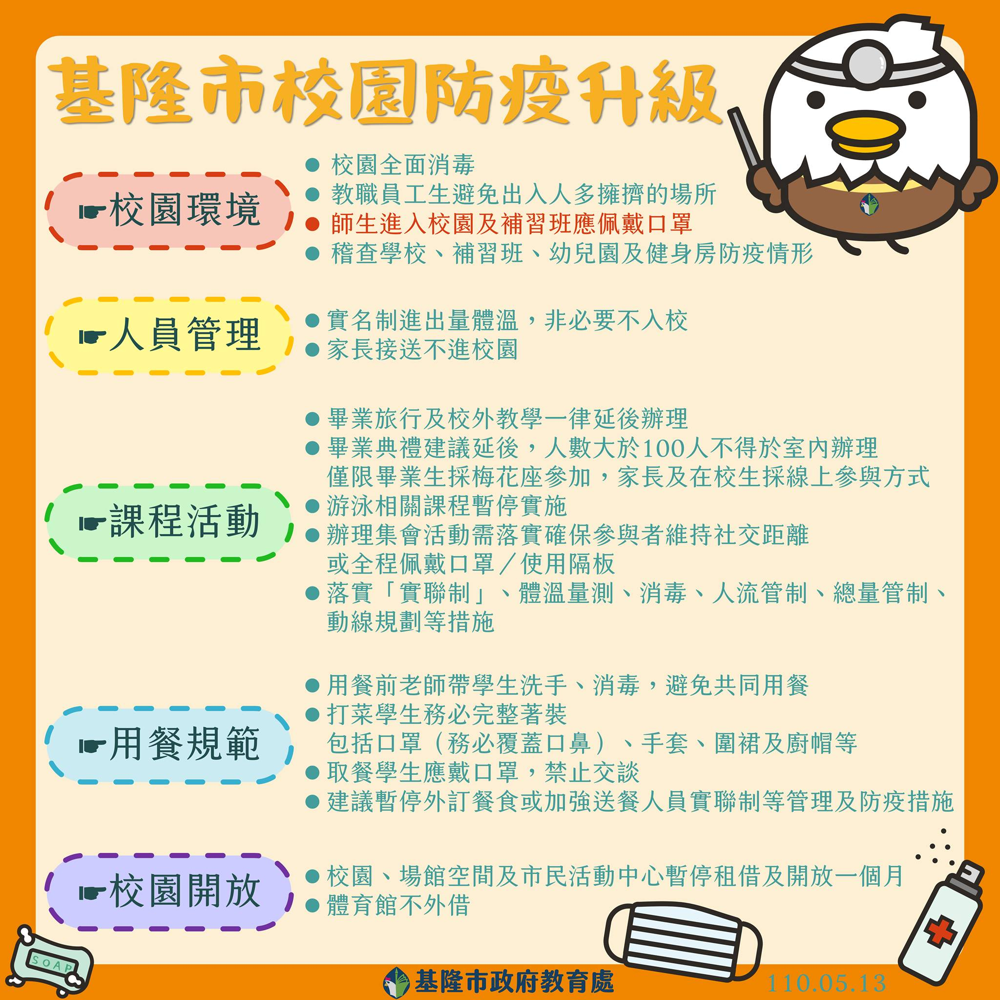 基隆市校園防疫升級
☛校園環境
● 校園全面消毒
● 教職員工生避免出入人多擁擠的場所
● 師生進入校園及補習班應佩戴口罩
● 稽查學校、補習班、幼兒園及健身房防疫情形
☛人員管理
● 實名制進出量體溫，非必要不入校
● 家長接送不進校園
☛課程活動
● 畢業旅行及校外教學一律延後辦理
● 畢業典禮建議延後，人數大於100人不得於室內辦理
僅限畢業生採梅花座參加，家長及在校生採線上參與方式
● 游泳相關課程暫停實施
● 辦理集會活動需落實確保參與者維持社交距離
或全程佩戴口罩／使用隔板
● 落實「實聯制」、體溫量測、消毒、人流管制、總量管制、
動線規劃等措施
☛用餐規範
● 用餐前老師帶學生洗手、消毒，避免共同用餐
● 打菜學生務必完整著裝
包括口罩（務必覆蓋口鼻）、手套、圍裙及廚帽等
● 取餐學生應戴口罩，禁止交談
● 建議暫停外訂餐食或加強送餐人員實聯制等管理及防疫措施
☛校園開放
● 校園、場館空間及市民活動中心暫停租借及開放一個月
● 體育館不外借
SOAP
基隆市政府教育處
110.05.13